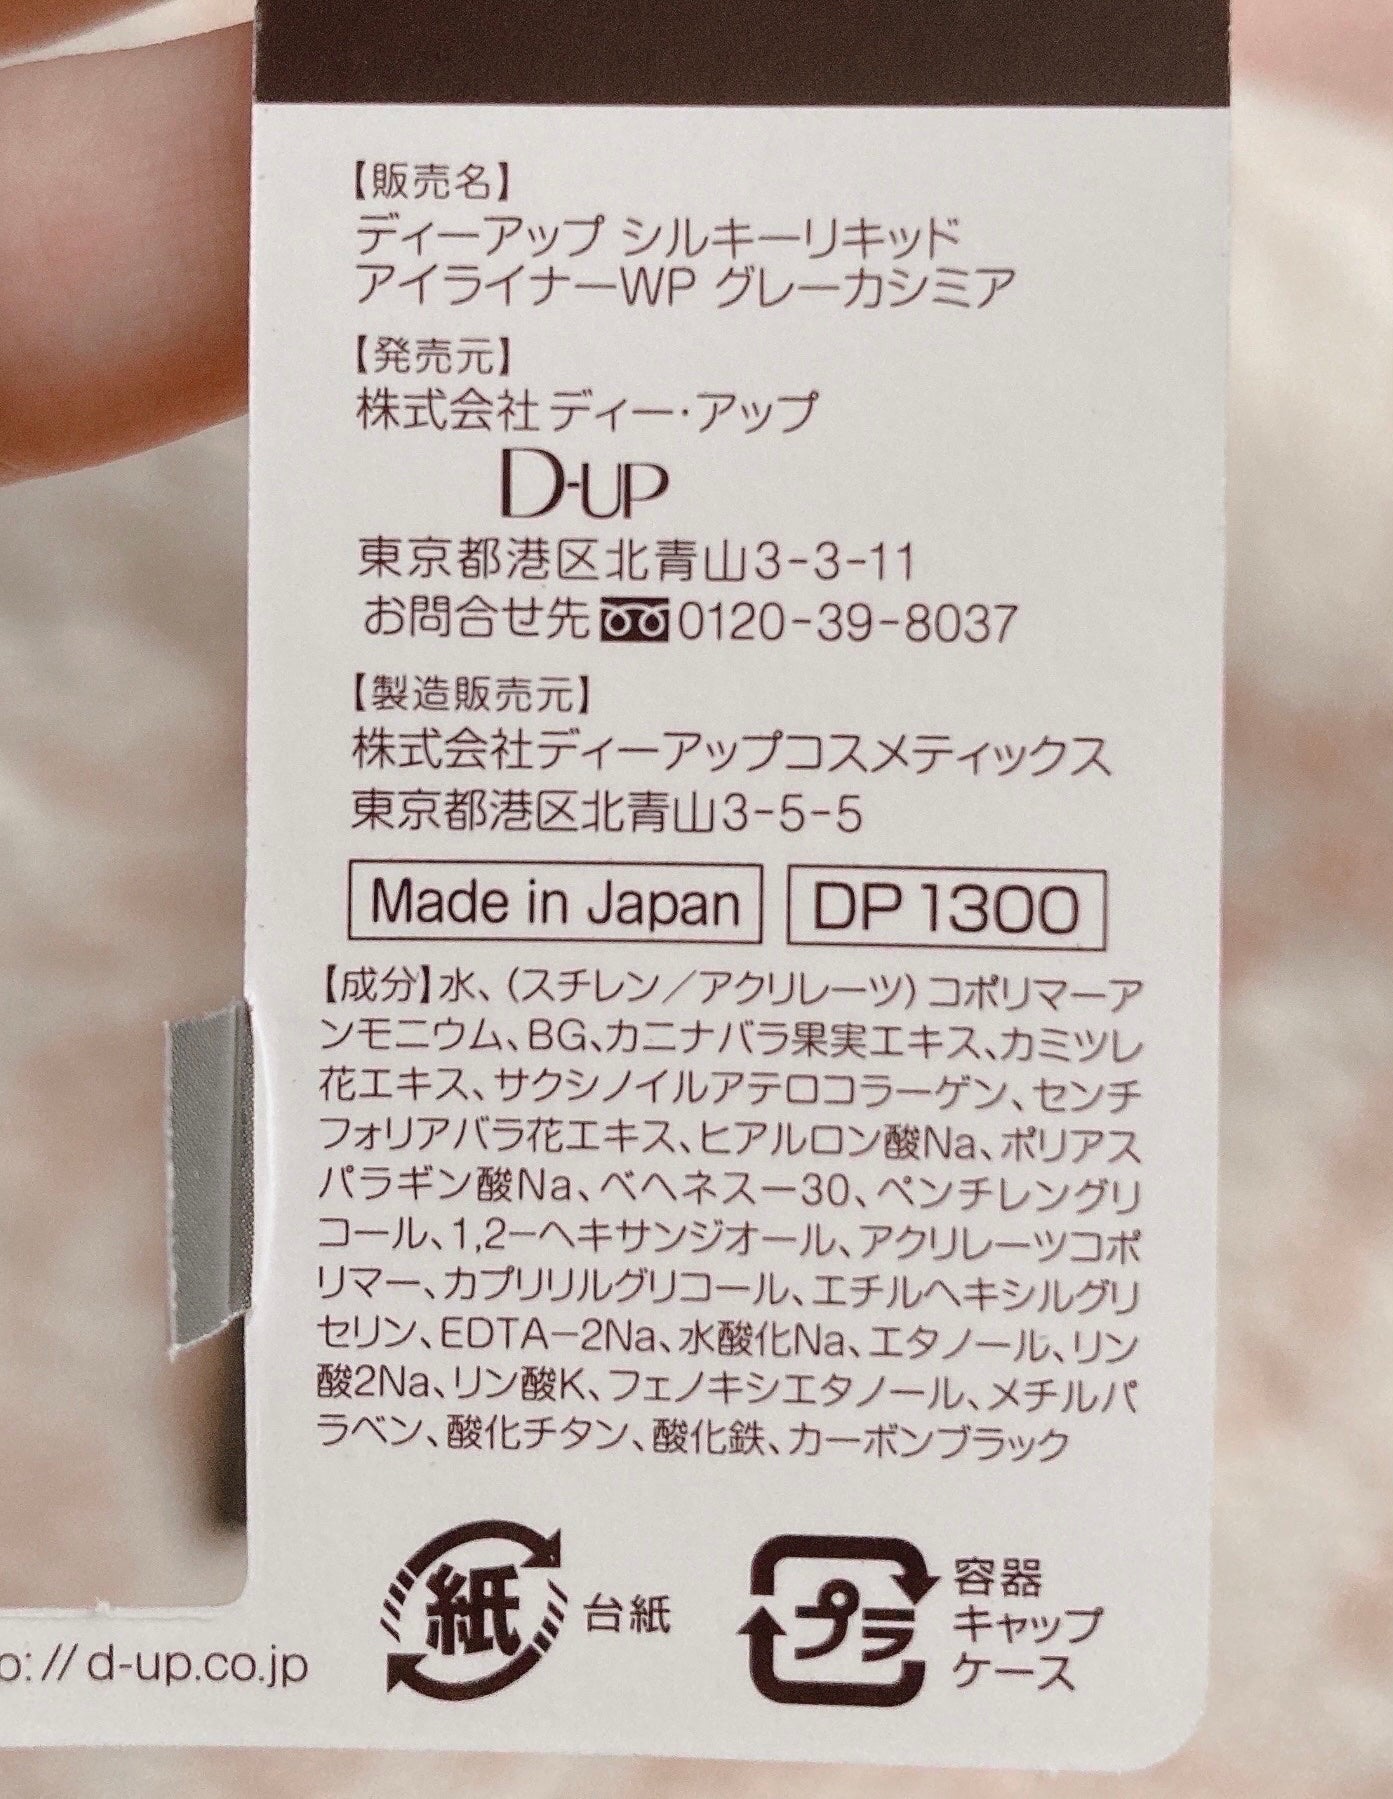 【販売名】
ディーアップ シルキーリキッド
アイライナーWP グレーカシミア
【発売元】
株式会社 ディー・アップ
D-UP
東京都港区北青山3-3-11
お問合せ先 0120-39-8037
【製造販売元】
株式会社ディーアップコスメティックス
東京都港区北青山3-5-5
Made in Japan
DP1300
【成分】水、(スチレン／アクリレーツ)コポリマーア
ンモニウム、BG、カニナバラ果実エキス、カミツレ
花エキス、サクシノイルアテロコラーゲン、センチ
フォリアバラ花エキス、ヒアルロン酸Na、ポリアス
パラギン酸Na、ベヘネスー30、ペンチレングリ
コール、1,2-ヘキサンジオール、アクリレーツコポ
リマー、カプリリルグリコール、エチルヘキシルグリ
セリン、EDTA-2Na、水酸化Na、エタノール、リン
酸2Na、リン酸K、フェノキシエタノール、メチルパ
ラベン、酸化チタン、酸化鉄、カーボンブラック
紙
台紙
プラ
容器
キャップ
ケース
p://d-up.co.jp